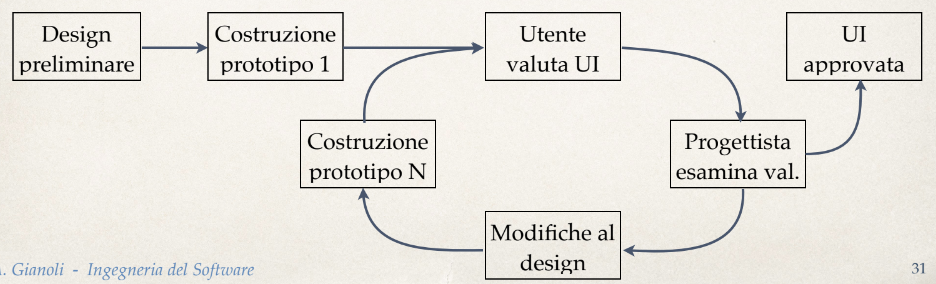 Design
preliminare
Costruzione
prototipo 1
Utente
valuta UI
UI
approvata
Costruzione
prototipo N
Progettista
esamina val.
Modifiche al
design
. Gianoli - Ingegneria del Software
31